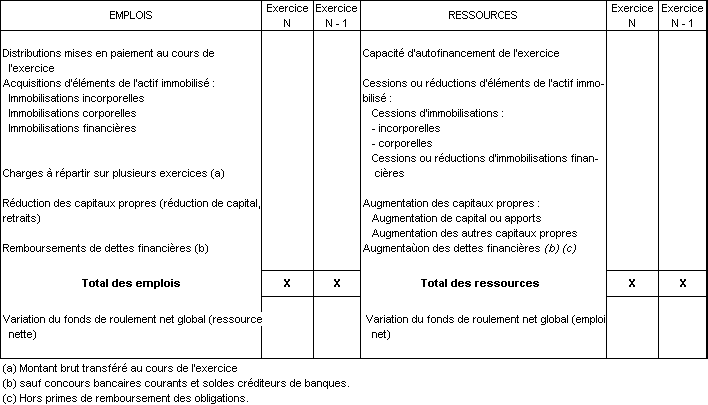 EMPLOIS
Exercice
N
Exercice
N - 1
RESSOURCES
Exercice
N
Exercice
N - 1
Distributions mises en paiement au cours de
l'exercice
Acquisitions d'éléments de l'actif immobilisé :
Immobilisations incorporelles
Immobilisations corporelles
Immobilisations financières
Charges à répartir sur plusieurs exercices (a)
Réduction des capitaux propres (réduction de capital,
retraits)
Remboursements de dettes financières (b)
Capacité d'autofinancement de l'exercice
Cessions ou réductions d'éléments de l'actif immo-
bilisé :
Cessions d'immobilisations :
- incorporelles
- corporelles
Cessions ou réductions d'immobilisations finan-
cières
Augmentation des capitaux propres :
Augmentation de capital ou apports
Augmentation des autres capitaux propres
Augmentaùon des dettes financières (b) (c)
Total des emplois X X Total des ressources X X
Variation du fonds de roulement net global (ressource
nette)
Variation du fonds de roulement net global (emploi
net)
(a) Montant brut transféré au cours de l'exercice
(b) sauf concours bancaires courants et soldes créditeurs de banques.
(c) Hors primes de remboursement des obligations.